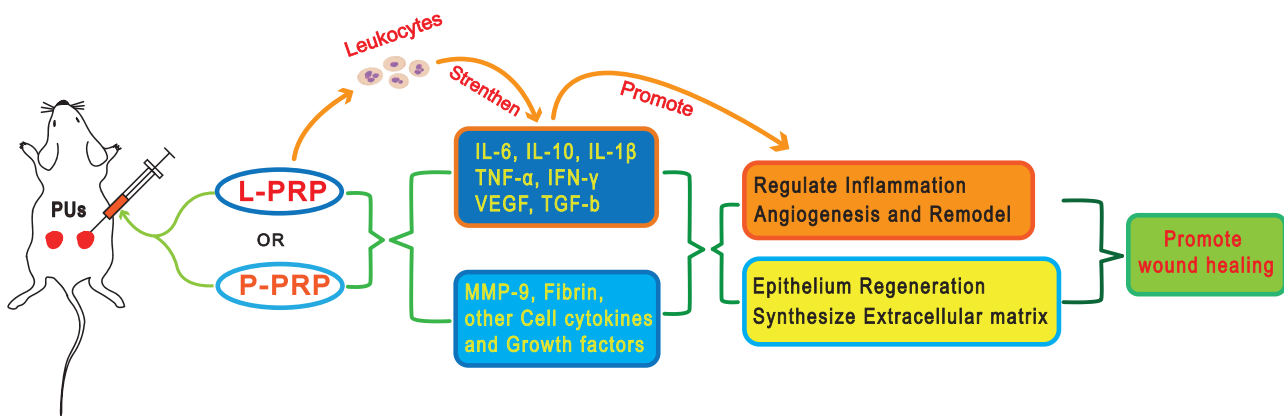 PUs
L-PRP
OR
P-PRP
Leukocytes
Strenthen
Promote
IL-6, IL-10, IL-1β
TNF-α, IFN-γ
VEGF, TGF-b
MMP-9, Fibrin,
other Cell cytokines
and Growth factors
Regulate Inflammation
Angiogenesis and Remodel
Epithelium Regeneration
Synthesize Extracellular matrix
Promote
wound healing